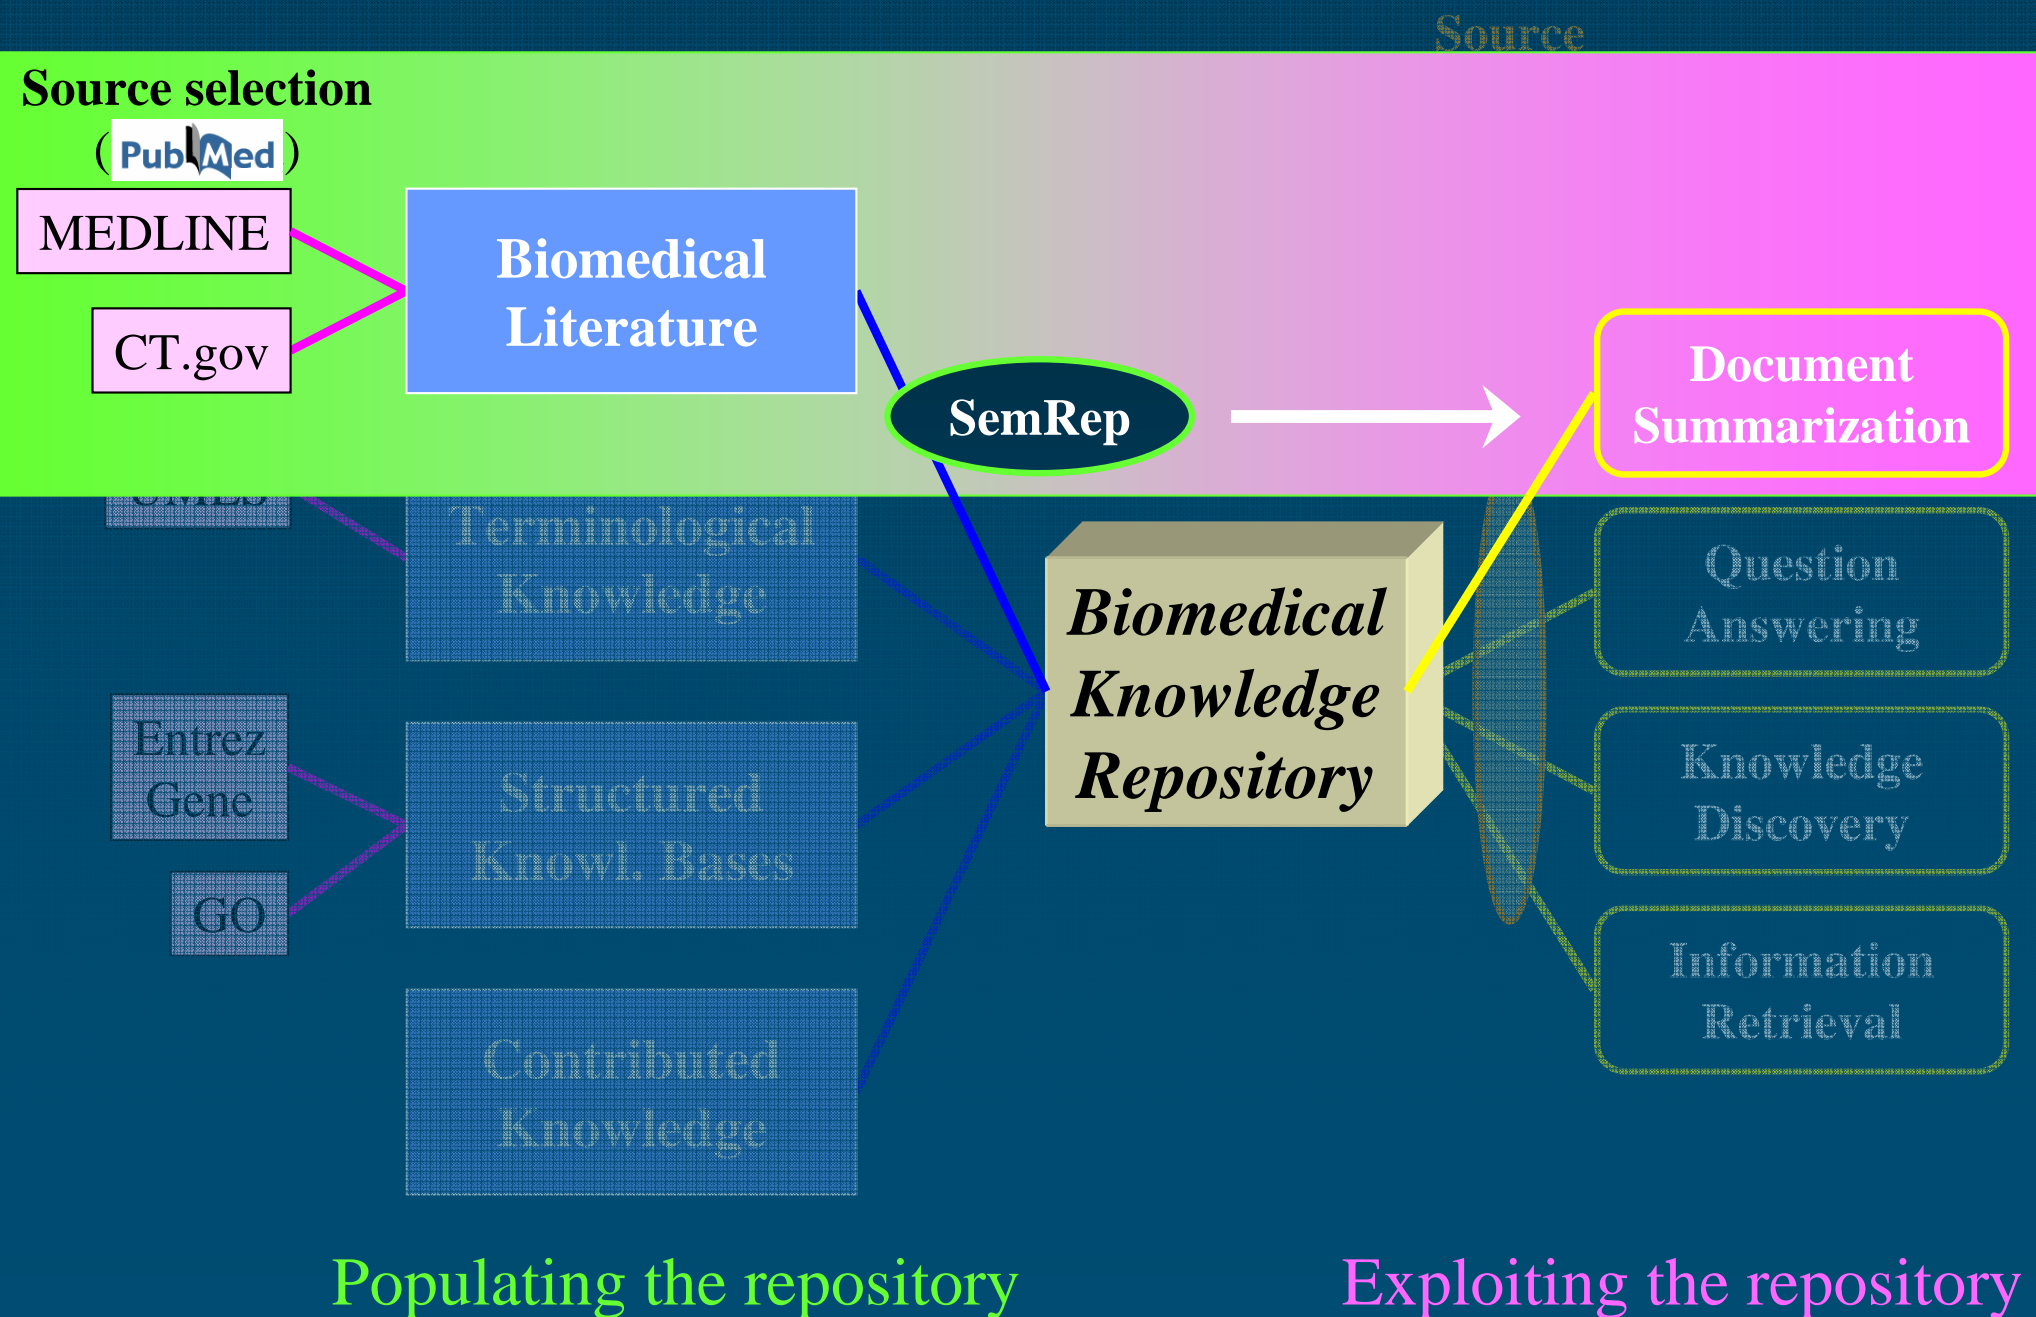 Source
Source selection
(PubMed)
MEDLINE
CT.gov
Biomedical
Literature
SemRep
Document
Summarization
Terminological
Knowledge
Biomedical
Knowledge
Repository
Question
Answering
Entrez
Gene
GO
Structured
Knowl. Bases
Knowledge
Discovery
Contributed
Knowledge
Information
Retrieval
Populating the repository
Exploiting the repository